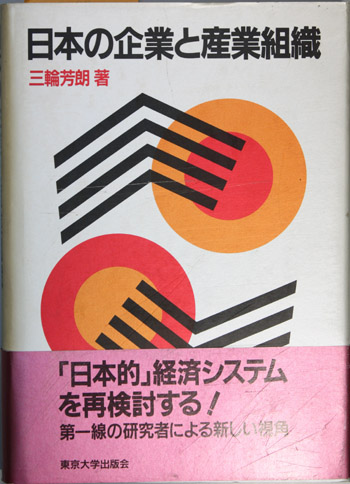 日本の企業と産業組織
三輪芳朗 著
「日本的」経済システム
を再検討する!
第一線の研究者による新しい視角
東京大学出版会